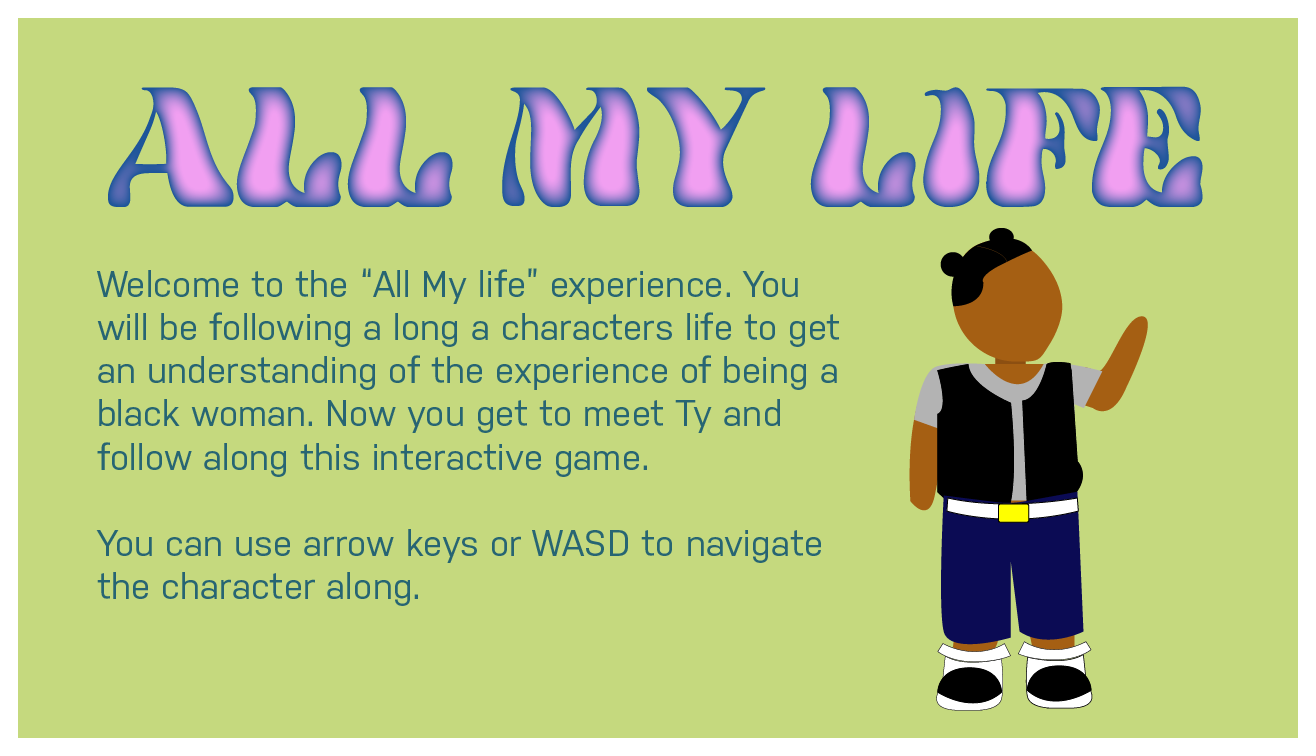 ALL MY LIFE
Welcome to the “All My life” experience. You
will be following a long a characters life to get
an understanding of the experience of being a
black woman. Now you get to meet Ty and
follow along this interactive game.
You can use arrow keys or WASD to navigate
the character along.